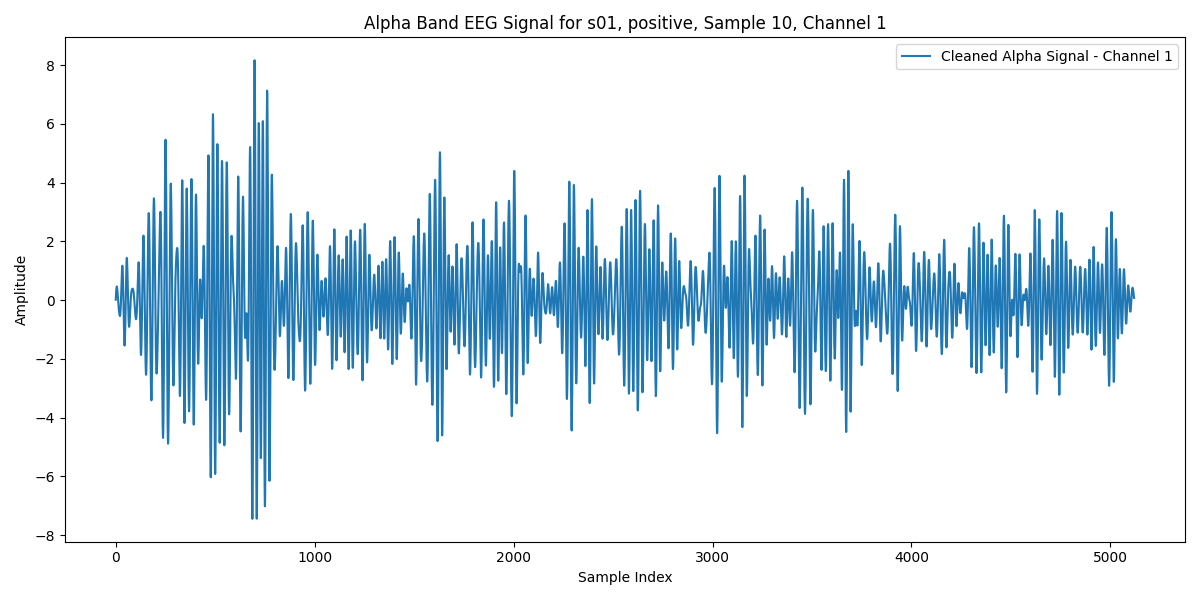 Alpha Band EEG Signal for s01, positive, Sample 10, Channel 1
Cleaned Alpha Signal - Channel 1
8
6
4
2
0
−2
−4
−6
−8
Amplitude
0 1000 2000 3000 4000 5000
Sample Index